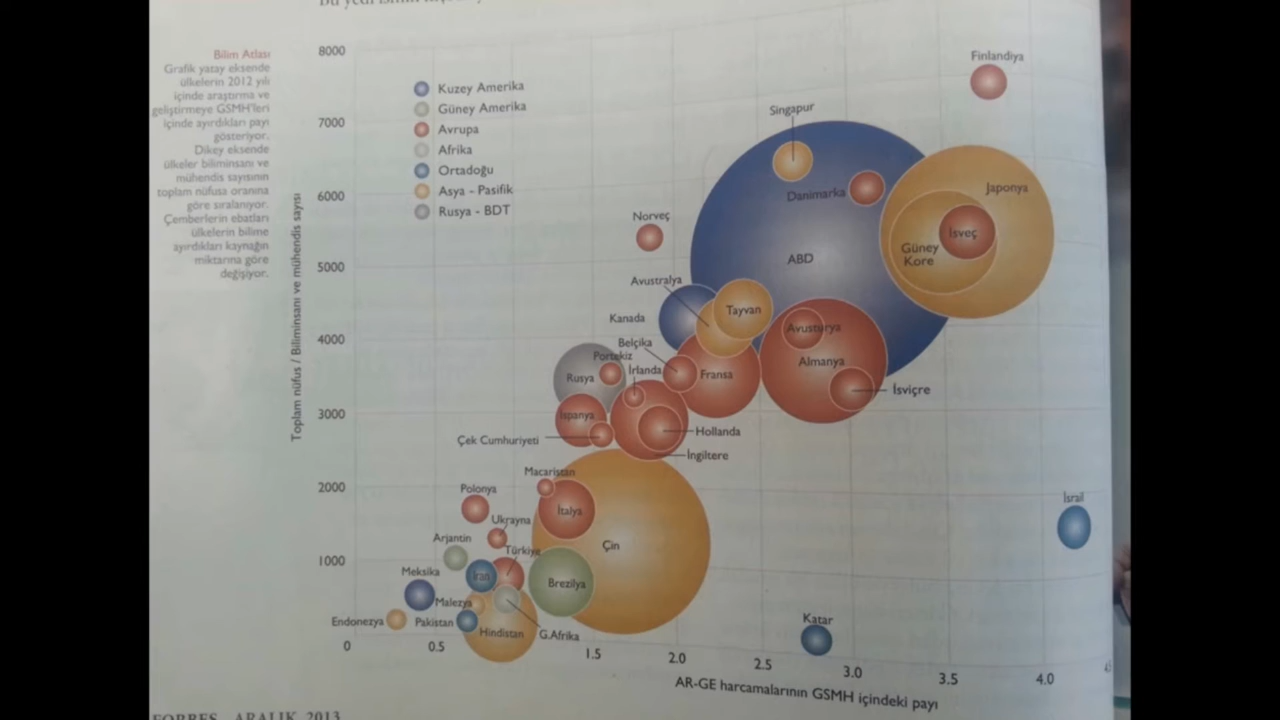 Bilim Atlası
Grafik yatay eksende
ülkelerin 2012 yılı
içinde araştırma ve
geliştirmeye GSMH'leri
içinde ayırdıkları payı
gösteriyor.
Dikey eksende
ülkeler biliminsanı ve
mühendis sayısının
toplam nüfusa oranına
göre sıralanıyor.
Çemberlerin ebatları
ülkelerin bilime
ayırdıkları kaynağın
miktarına göre
değişiyor.
Toplam nüfus / Biliminsanı ve mühendis sayısı
8000
7000
6000
5000
4000
3000
2000
1000
0
Kuzey Amerika
Güney Amerika
Avrupa
Afrika
Ortadoğu
Asya - Pasifik
Rusya - BDT
Finlandiya
Singapur
Danimarka
Japonya
Norveç
İsveç
Güney
Kore
ABD
Avustralya
Tayvan
Kanada
Avusturya
Belçika
Portekiz
Almanya
Rusya
İrlanda
Fransa
İsviçre
İspanya
Hollanda
Çek Cumhuriyeti
İngiltere
Macaristan
Polonya
İtalya
İsrail
Ukrayna
Arjantin
Türkiye
Çin
Meksika
İran
Brezilya
Malezya
Endonezya
Pakistan
Hindistan
G.Afrika
Katar
0.5
1.5
2.0
2.5
3.0
3.5
4.0
AR-GE harcamalarının GSMH içindeki payı
FORBES ARALIK 2013